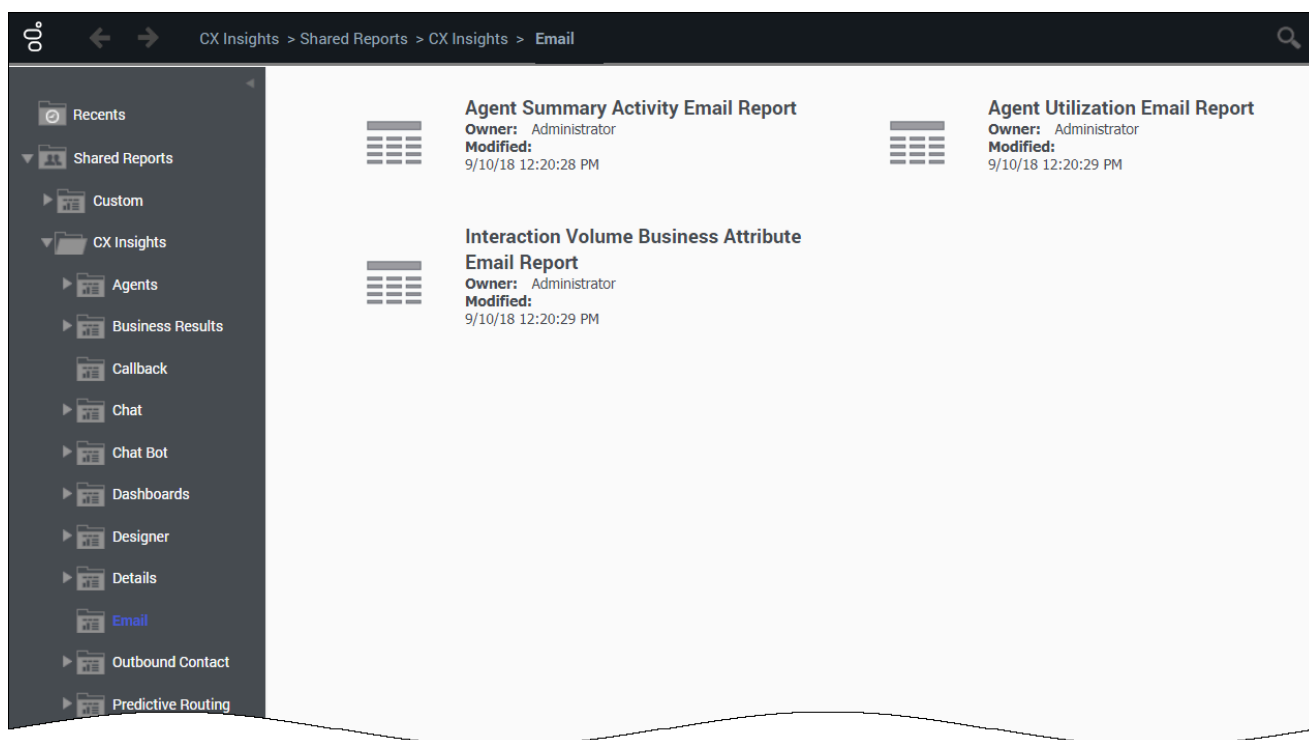 CX Insights > Shared Reports > CX Insights > Email
Recents
Shared Reports
Custom
CX Insights
Agents
Business Results
Callback
Chat
Chat Bot
Dashboards
Designer
Details
Email
Outbound Contact
Predictive Routing
Agent Summary Activity Email Report
Owner: Administrator
Modified:
9/10/18 12:20:28 PM
Agent Utilization Email Report
Owner: Administrator
Modified:
9/10/18 12:20:29 PM
Interaction Volume Business Attribute
Email Report
Owner: Administrator
Modified:
9/10/18 12:20:29 PM